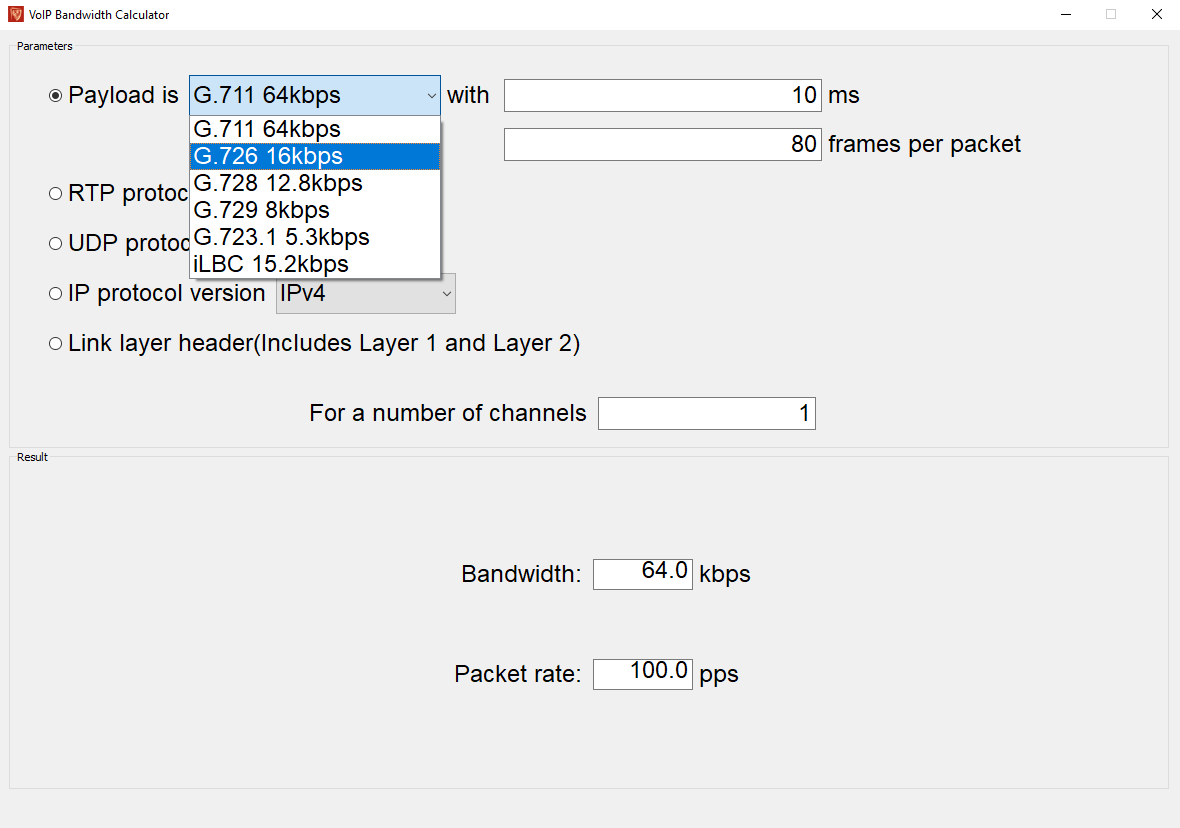 VoIP Bandwidth Calculator
Parameters
Payload is G.711 64kbps with 10 ms
G.711 64kbps
80 frames per packet
G.726 16kbps
G.728 12.8kbps
RTP protoc
G.729 8kbps
UDP protoc
G.723.1 5.3kbps
iLBC 15.2kbps
IP protocol version IPv4
Link layer header(Includes Layer 1 and Layer 2)
For a number of channels 1
Result
Bandwidth: 64.0 kbps
Packet rate: 100.0 pps